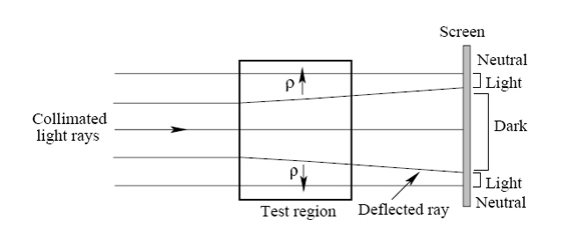 Screen
Neutral
Light
ρ
Collimated
light rays
Dark
ρ
Light
Neutral
Test region
Deflected ray